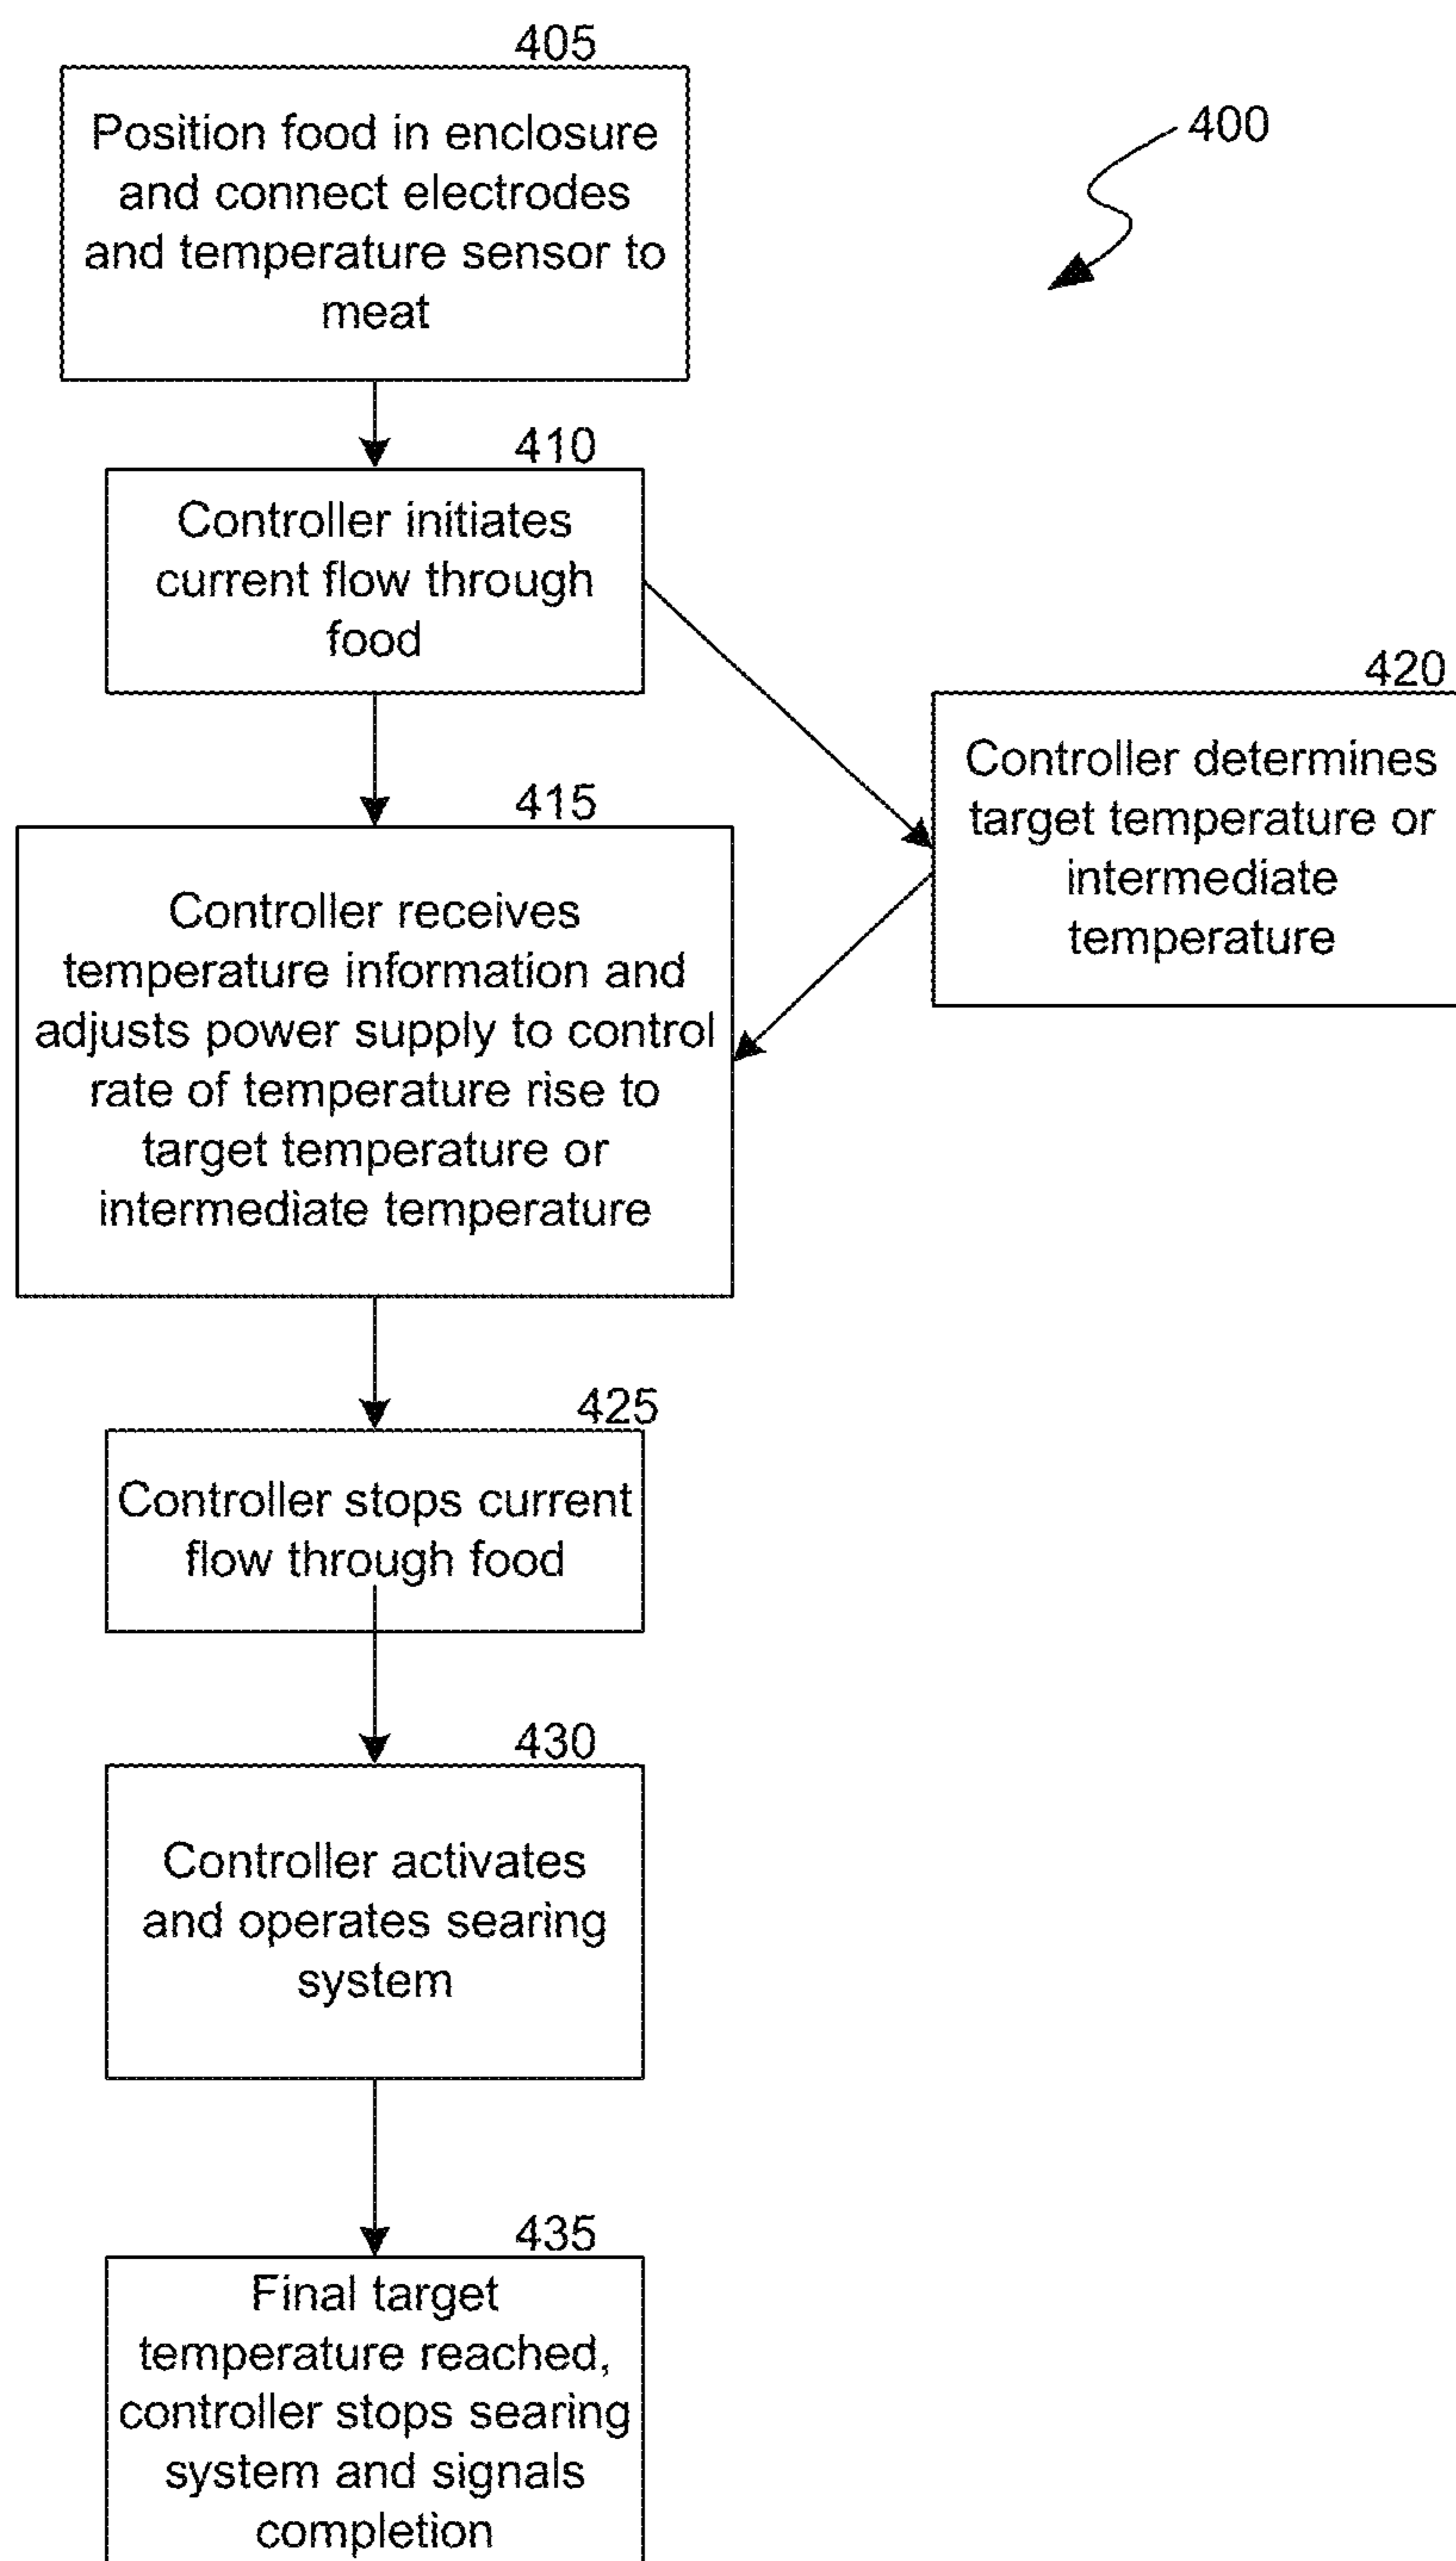 405
Position food in enclosure
and connect electrodes
and temperature sensor to
meat
400
410
Controller initiates
current flow through
food
420
Controller determines
target temperature or
intermediate
temperature
415
Controller receives
temperature information and
adjusts power supply to control
rate of temperature rise to
target temperature or
intermediate temperature
425
Controller stops current
flow through food
430
Controller activates
and operates searing
system
435
Final target
temperature reached,
controller stops searing
system and signals
completion